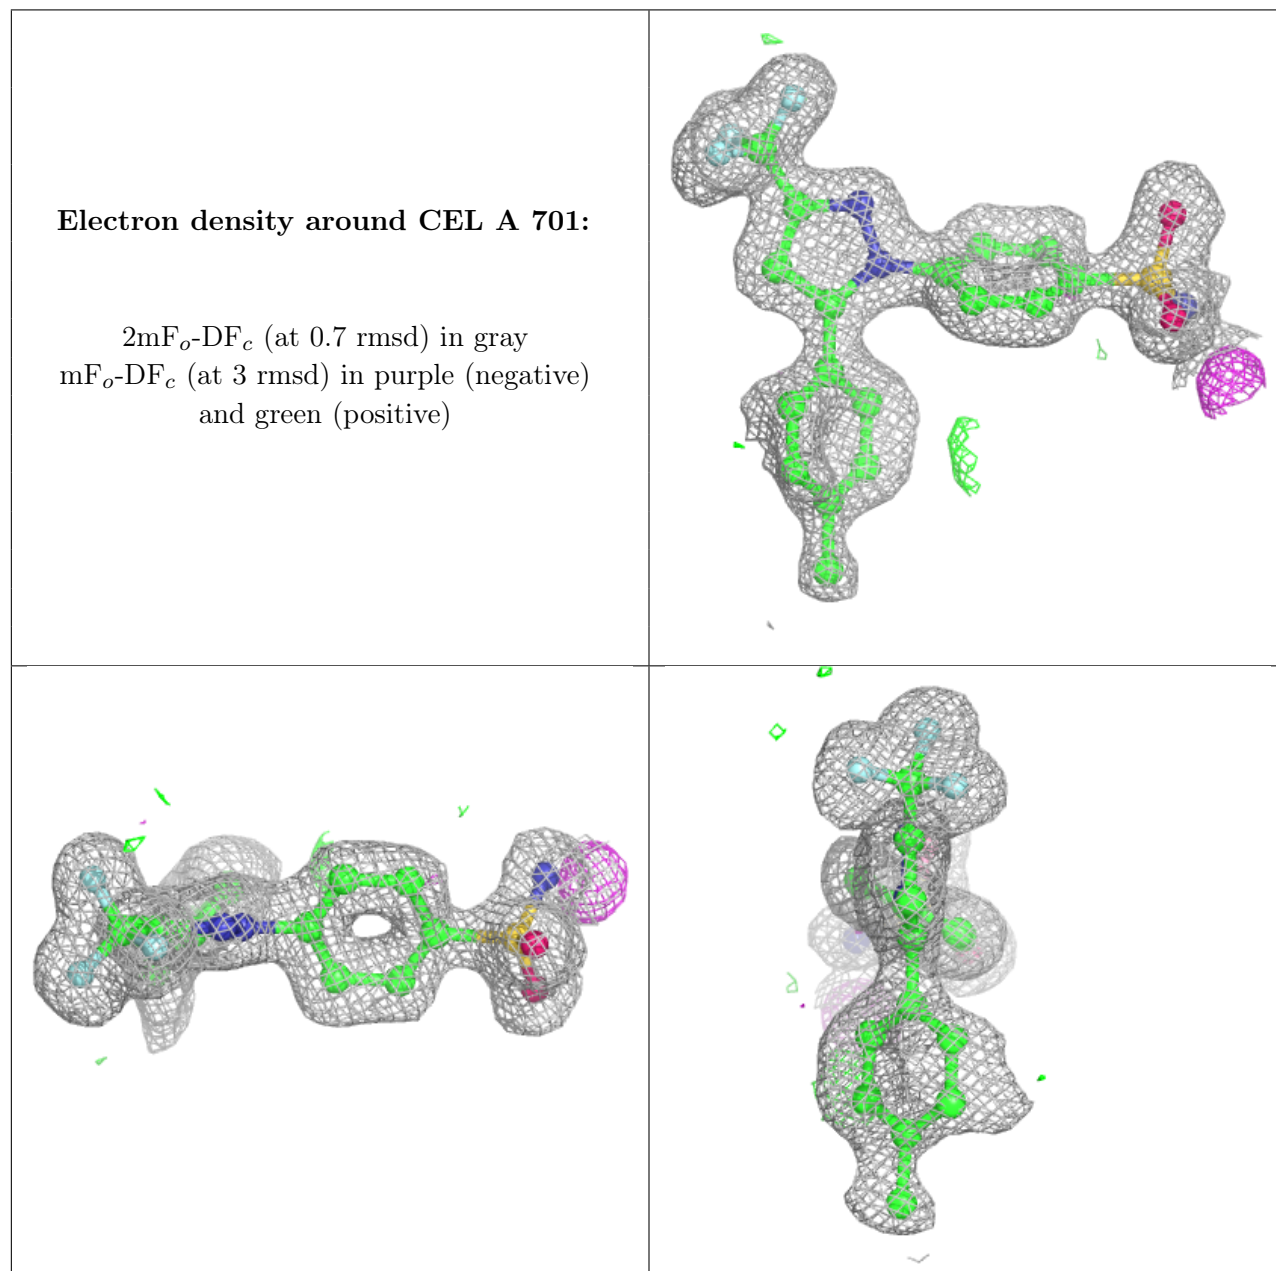 Electron density around CEL A 701:
2mFo-DFc (at 0.7 rmsd) in gray
mFo-DFc (at 3 rmsd) in purple (negative)
and green (positive)